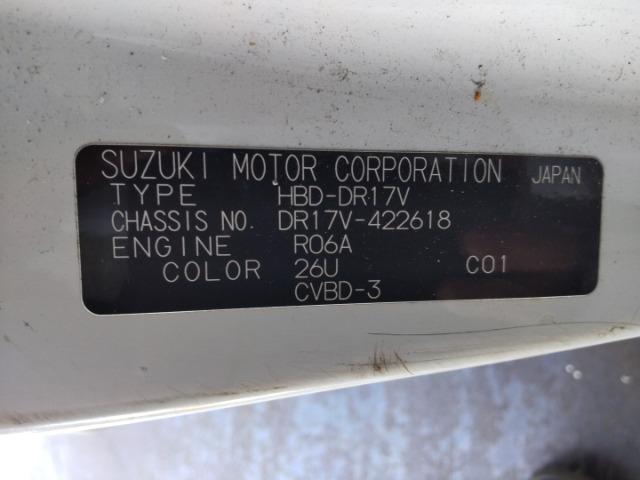 SUZUKI MOTOR CORPORATION JAPAN
TYPE HBD-DR17V
CHASSIS NO. DR17V-422618
ENGINE R06A
COLOR 26U C01
CVBD-3